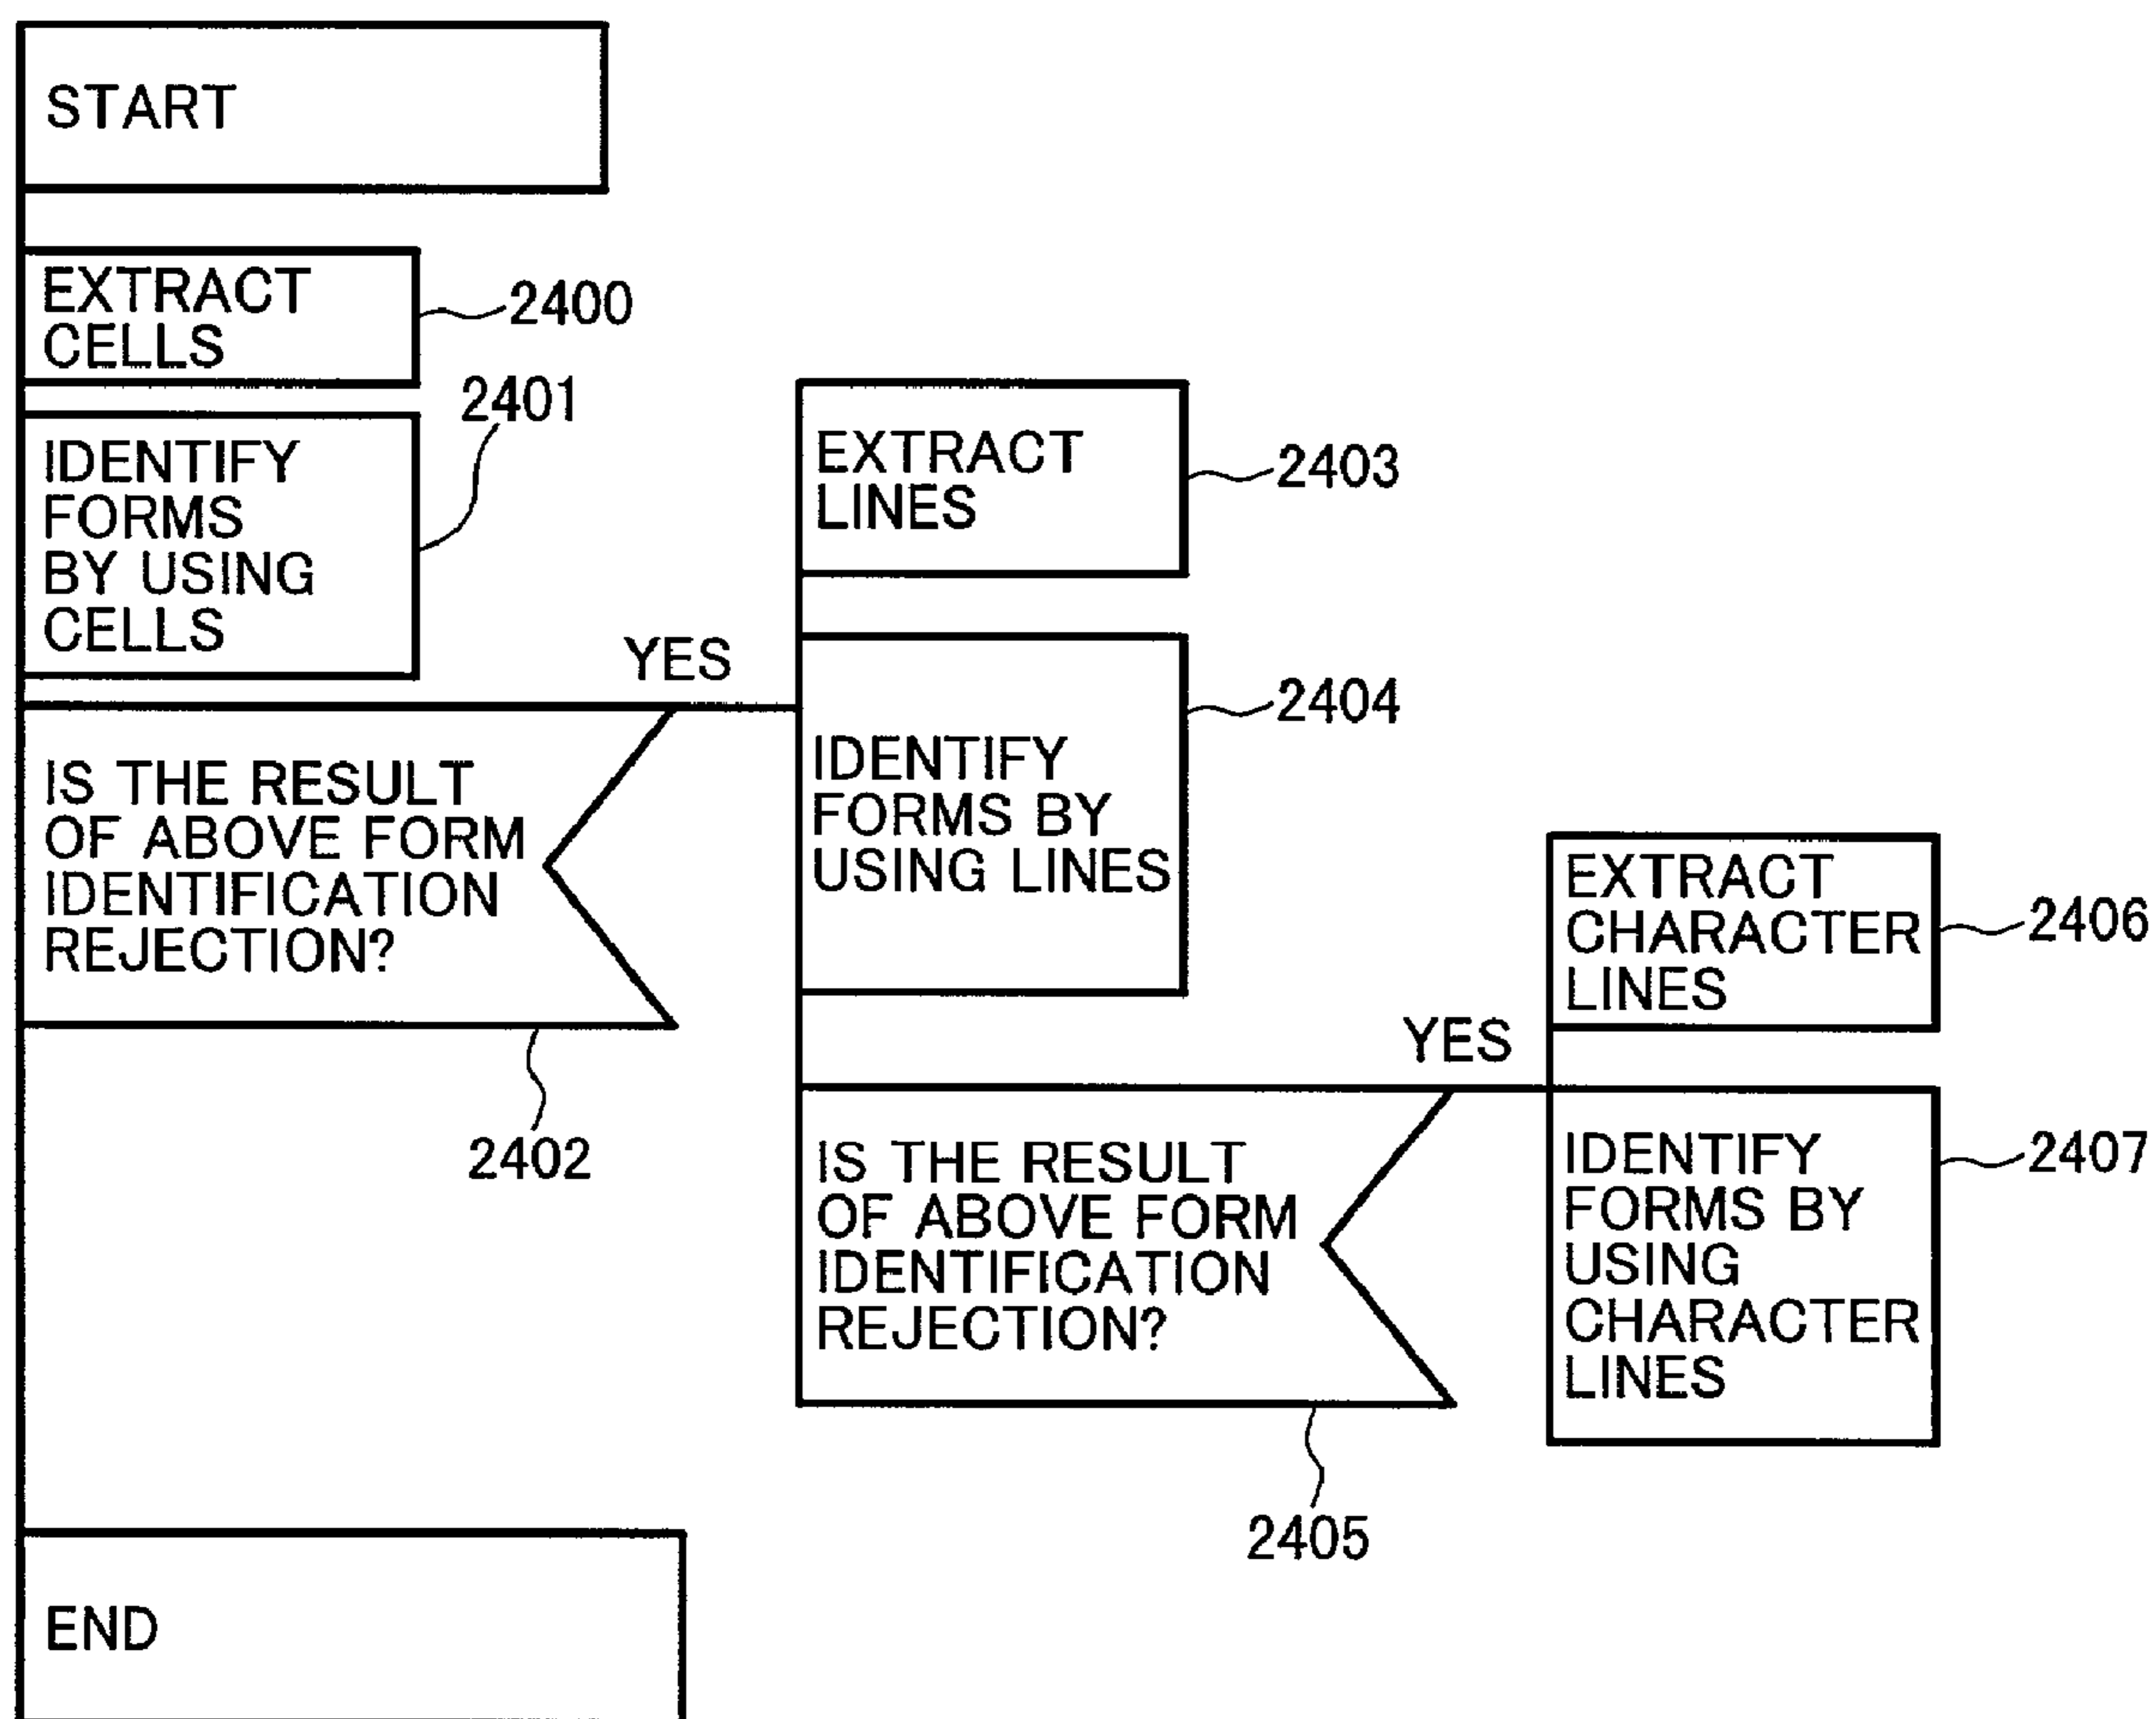 START
EXTRACT
CELLS
2400
2401
IDENTIFY
FORMS
BY USING
CELLS
YES
IS THE RESULT
OF ABOVE FORM
IDENTIFICATION
REJECTION?
2402
EXTRACT
LINES
2403
IDENTIFY
FORMS BY
USING LINES
2404
YES
IS THE RESULT
OF ABOVE FORM
IDENTIFICATION
REJECTION?
2405
EXTRACT
CHARACTER
LINES
2406
IDENTIFY
FORMS BY
USING
CHARACTER
LINES
2407
END